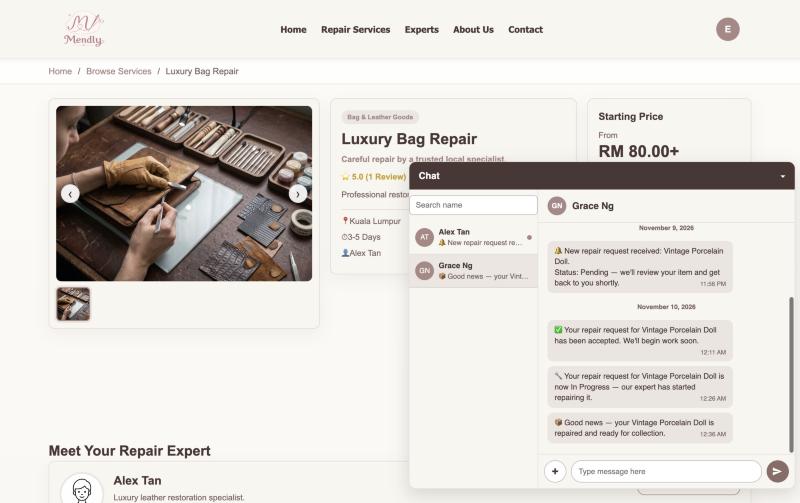 Mendly
Home
Repair Services
Experts
About Us
Contact
E
Home / Browse Services / Luxury Bag Repair
Bag & Leather Goods
Luxury Bag Repair
Careful repair by a trusted local specialist.
⭐ 5.0 (1 Review)
Professional
📍Kuala Lumpur
⏱3-5 Days
👤Alex Tan
Starting Price
From
RM 80.00+
Chat
Search name
AT
Alex Tan
🔔 New repair request re...
GN
Grace Ng
📦 Good news — your Vint...
GN
Grace Ng
November 9, 2026
🔔 New repair request received: Vintage Porcelain
Doll.
Status: Pending — we'll review your item and get
back to you shortly.
11:56 PM
November 10, 2026
✅ Your repair request for Vintage Porcelain Doll
has been accepted. We'll begin work soon.
12:11 AM
🔧 Your repair request for Vintage Porcelain Doll is
now In Progress — our expert has started
repairing it.
12:26 AM
📦 Good news — your Vintage Porcelain Doll is
repaired and ready for collection.
12:36 AM
+
Type message here
Meet Your Repair Expert
Alex Tan
Luxury leather restoration specialist.